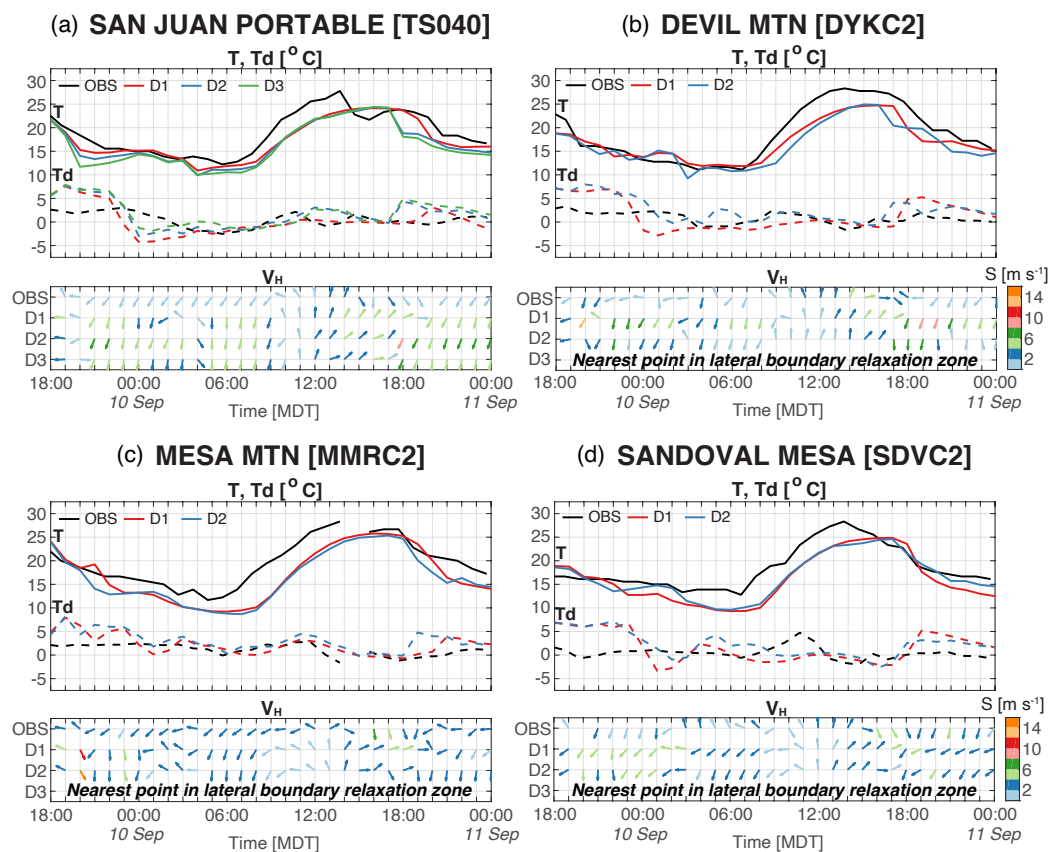 (a) SAN JUAN PORTABLE [TS040]
T, Td [° C]
OBS D1 D2 D3
30
25
20
15
10
5
0
-5
T
Td
V_H
OBS
D1
D2
D3
18:00 00:00 06:00 12:00 18:00 00:00
10 Sep 11 Sep
Time [MDT]
(b) DEVIL MTN [DYKC2]
T, Td [° C]
OBS D1 D2
30
25
20
15
10
5
0
-5
T
Td
V_H
S [m s⁻¹]
OBS
D1
D2
D3
Nearest point in lateral boundary relaxation zone
14
10
6
2
18:00 00:00 06:00 12:00 18:00 00:00
10 Sep 11 Sep
Time [MDT]
(c) MESA MTN [MMRC2]
T, Td [° C]
OBS D1 D2
30
25
20
15
10
5
0
-5
T
Td
V_H
OBS
D1
D2
D3
Nearest point in lateral boundary relaxation zone
18:00 00:00 06:00 12:00 18:00 00:00
10 Sep 11 Sep
Time [MDT]
(d) SANDOVAL MESA [SDVC2]
T, Td [° C]
OBS D1 D2
30
25
20
15
10
5
0
-5
T
Td
V_H
S [m s⁻¹]
OBS
D1
D2
D3
Nearest point in lateral boundary relaxation zone
14
10
6
2
18:00 00:00 06:00 12:00 18:00 00:00
10 Sep 11 Sep
Time [MDT]